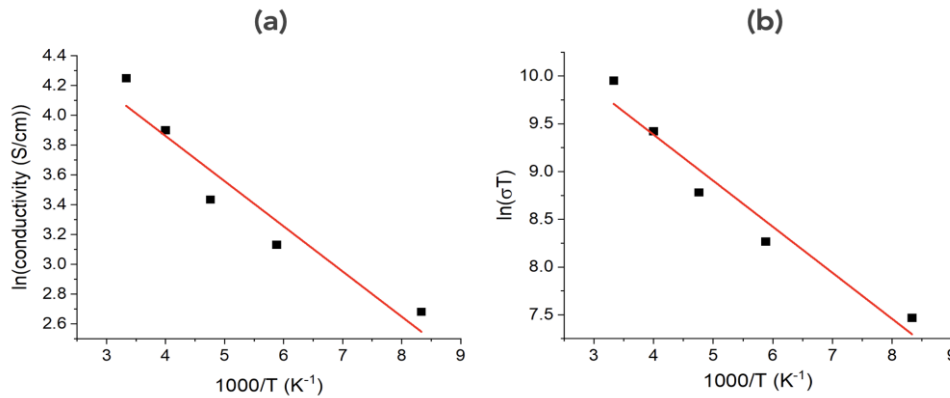 (a)
4.4
4.2
4.0
3.8
3.6
3.4
3.2
3.0
2.8
2.6
ln(conductivity (S/cm))
3 4 5 6 7 8 9
1000/T (K⁻¹)
(b)
10.0
9.5
9.0
8.5
8.0
7.5
ln(σT)
3 4 5 6 7 8 9
1000/T (K⁻¹)